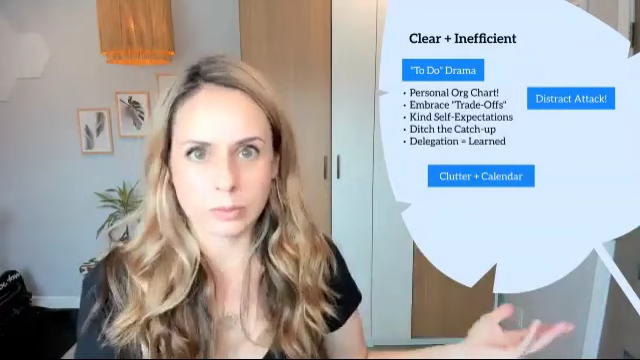 Clear + Inefficient
"To Do" Drama
• Personal Org Chart!
• Embrace "Trade-Offs"
• Kind Self-Expectations
• Ditch the Catch-up
• Delegation = Learned
Distract Attack!
Clutter + Calendar